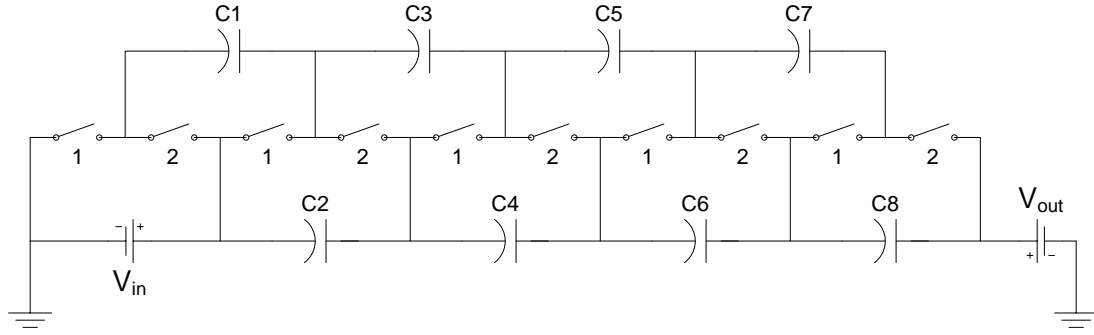 C1 C3 C5 C7
1 2 1 2 1 2 1 2 1 2
C2 C4 C6 C8
Vout
− +
Vin
+ −